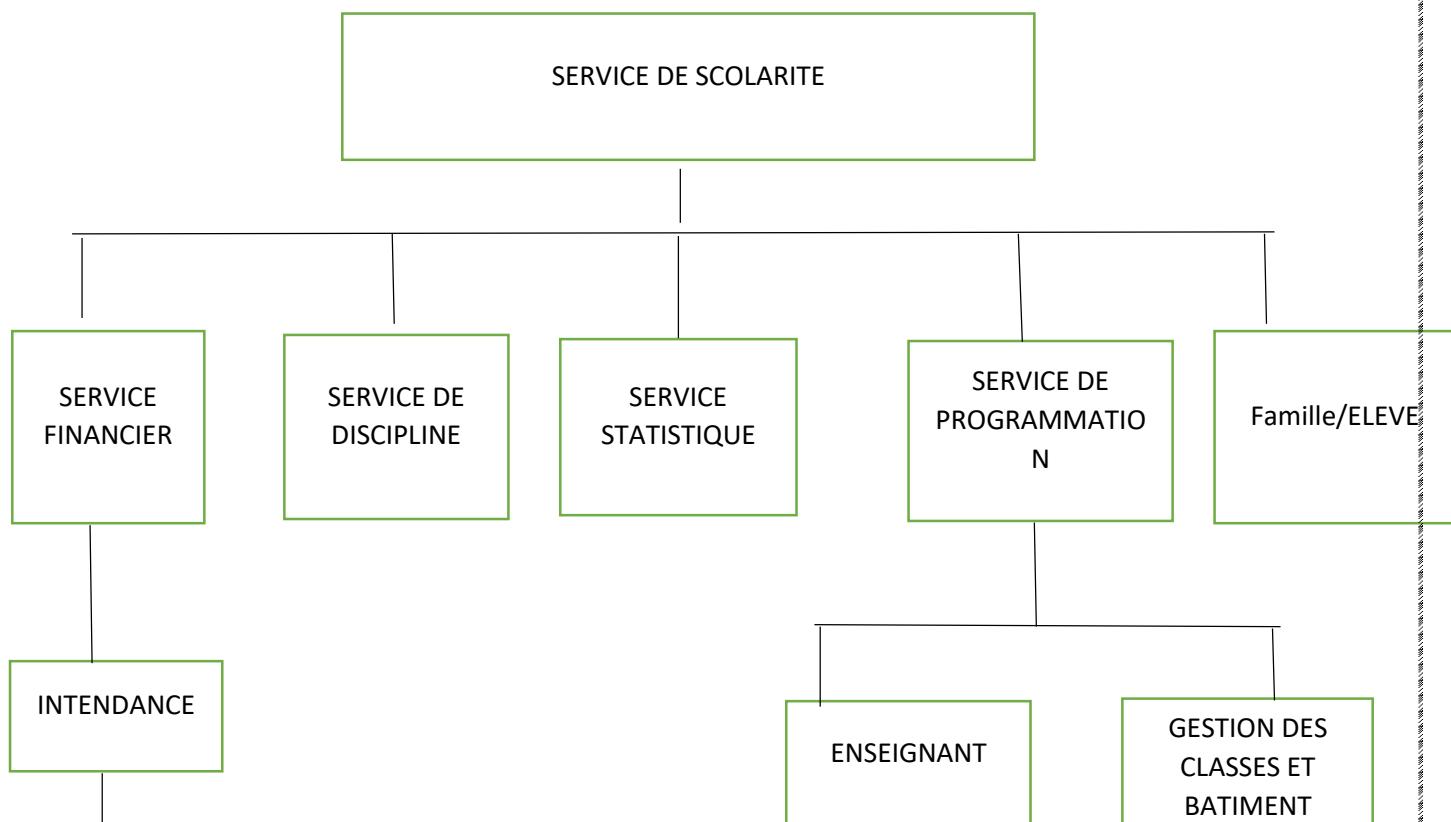 SERVICE DE SCOLARITE
SERVICE
FINANCIER
SERVICE DE
DISCIPLINE
SERVICE
STATISTIQUE
SERVICE DE
PROGRAMMATIO
N
Famille/ELEVE
INTENDANCE
ENSEIGNANT
GESTION DES
CLASSES ET
BATIMENT